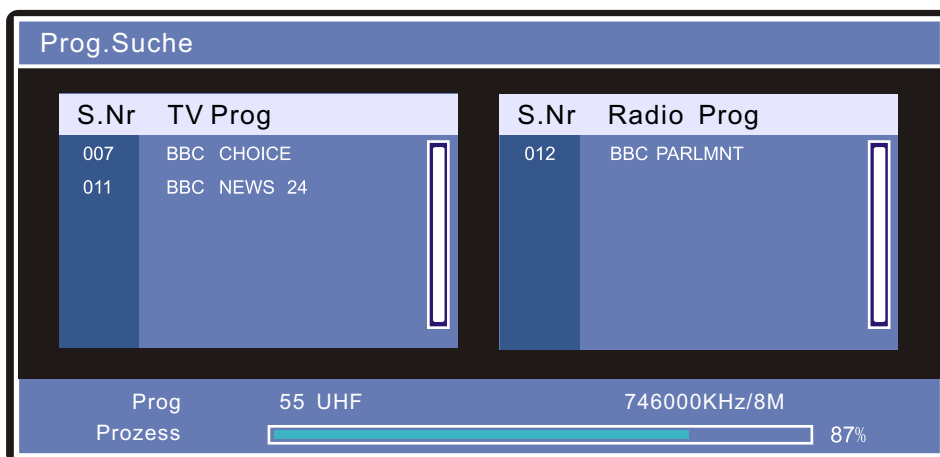 Prog.Suche
S.Nr TV Prog
007 BBC CHOICE
011 BBC NEWS 24
S.Nr Radio Prog
012 BBC PARLMNT
Prog 55 UHF 746000KHz/8M
Prozess 87%